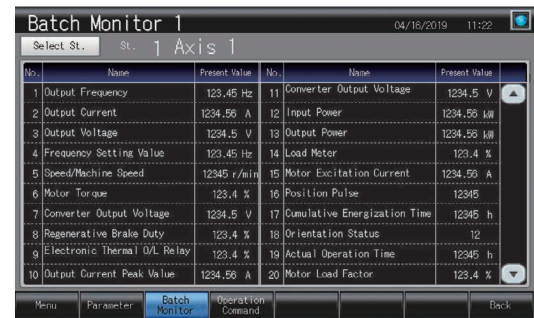 Batch Monitor 1
04/16/2019 11:22
Select St. St. 1 Axis 1
No. Name Present Value No. Name Present Value
1 Output Frequency 123.45 Hz 11 Converter Output Voltage 1234.5 V
2 Output Current 1234.56 A 12 Input Power 1234.56 kW
3 Output Voltage 1234.5 V 13 Output Power 1234.56 kW
4 Frequency Setting Value 123.45 Hz 14 Load Meter 123.4 %
5 Speed/Machine Speed 12345 r/min 15 Motor Excitation Current 1234.56 A
6 Motor Torque 123.4 % 16 Position Pulse 12345
7 Converter Output Voltage 1234.5 V 17 Cumulative Energization Time 12345 h
8 Regenerative Brake Duty 123.4 % 18 Orientation Status 12
9 Electronic Thermal O/L Relay 123.4 % 19 Actual Operation Time 12345 h
10 Output Current Peak Value 1234.56 A 20 Motor Load Factor 123.4 %
Menu Parameter Batch Monitor Operation Command Back